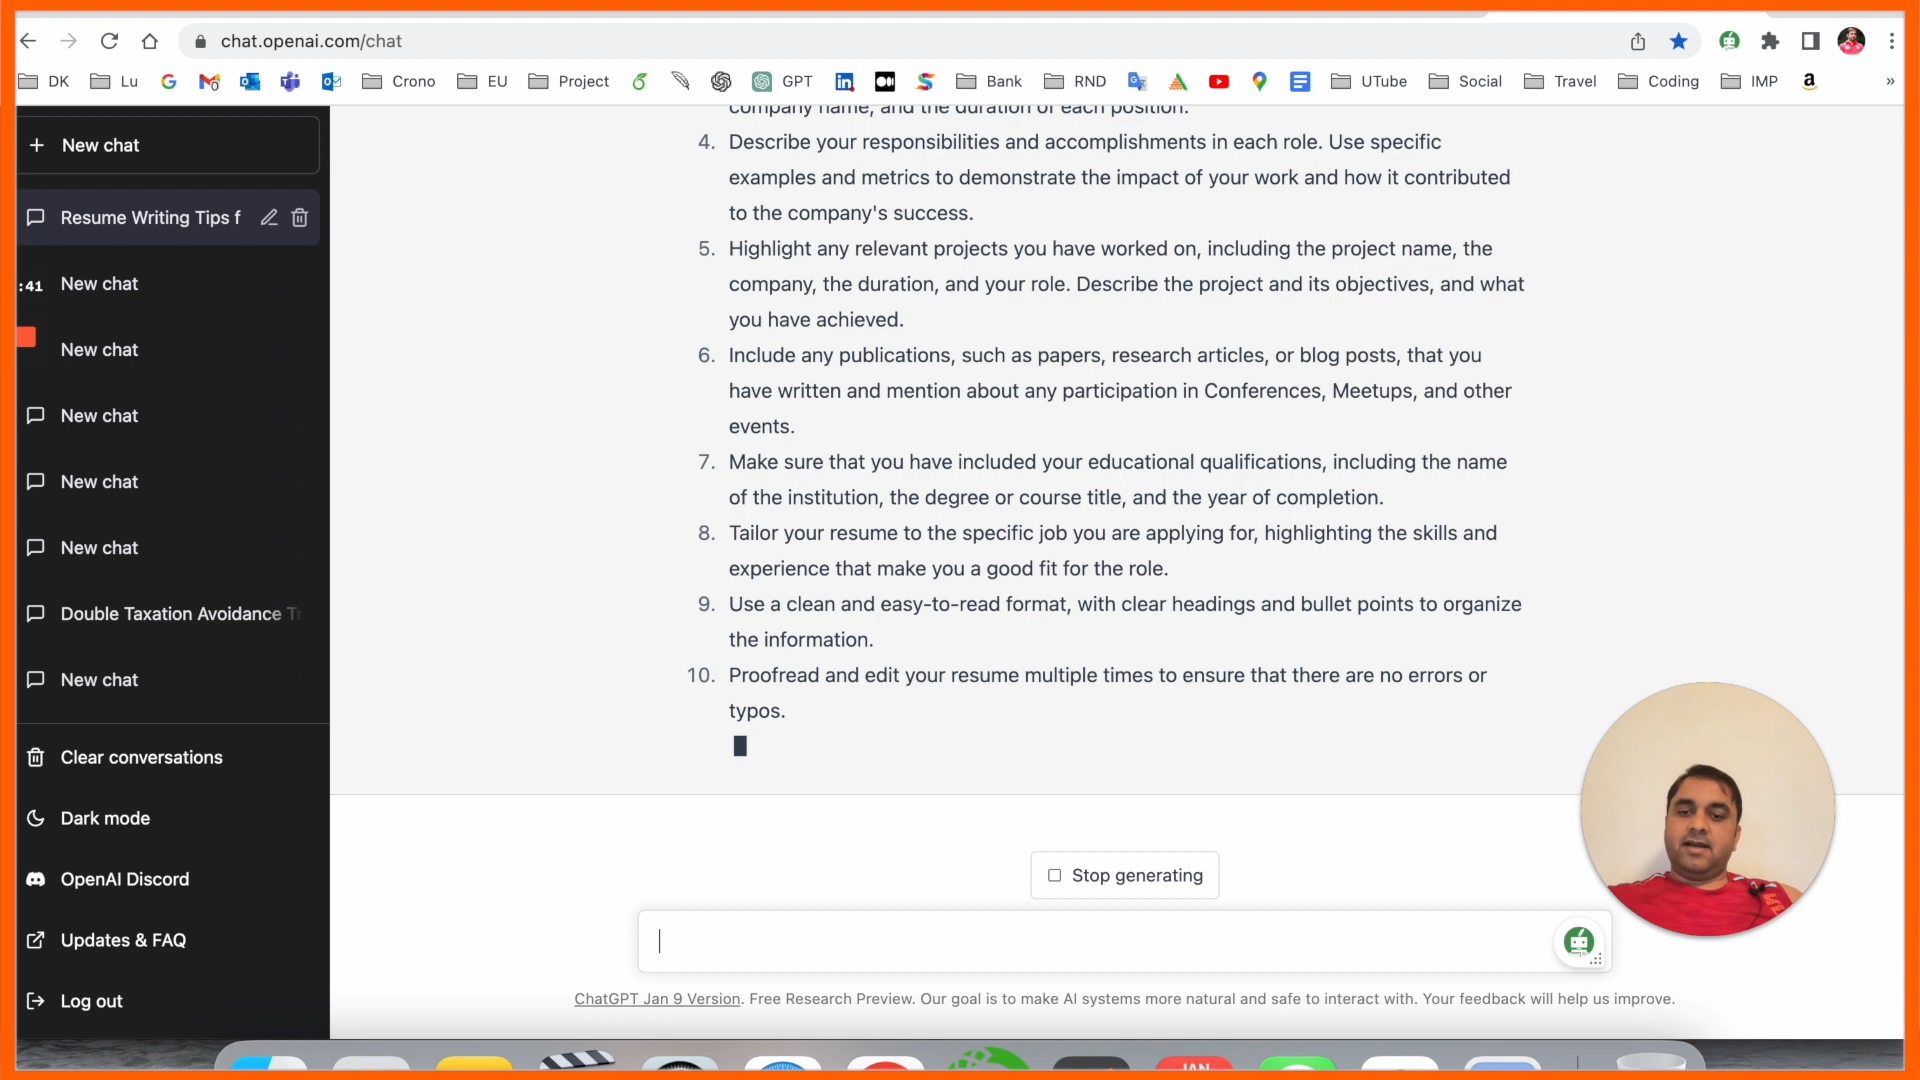 chat.openai.com/chat
DK Lu Crono EU Project GPT Bank RND UTube Social Travel Coding IMP »
New chat
Resume Writing Tips f
:41 New chat
New chat
New chat
New chat
New chat
Double Taxation Avoidance Tr
New chat
Clear conversations
Dark mode
OpenAI Discord
Updates & FAQ
Log out
company name, and the duration of each position.
4. Describe your responsibilities and accomplishments in each role. Use specific
examples and metrics to demonstrate the impact of your work and how it contributed
to the company's success.
5. Highlight any relevant projects you have worked on, including the project name, the
company, the duration, and your role. Describe the project and its objectives, and what
you have achieved.
6. Include any publications, such as papers, research articles, or blog posts, that you
have written and mention about any participation in Conferences, Meetups, and other
events.
7. Make sure that you have included your educational qualifications, including the name
of the institution, the degree or course title, and the year of completion.
8. Tailor your resume to the specific job you are applying for, highlighting the skills and
experience that make you a good fit for the role.
9. Use a clean and easy-to-read format, with clear headings and bullet points to organize
the information.
10. Proofread and edit your resume multiple times to ensure that there are no errors or
typos.
Stop generating
ChatGPT Jan 9 Version. Free Research Preview. Our goal is to make AI systems more natural and safe to interact with. Your feedback will help us improve.
JAN